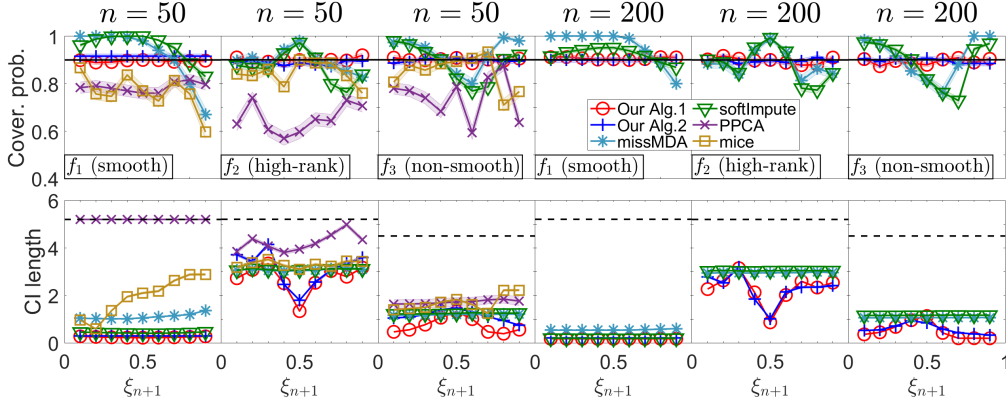 n = 50 n = 50 n = 50 n = 200 n = 200 n = 200
Cover. prob.
1
0.8
0.6
0.4
f1 (smooth) f2 (high-rank) f3 (non-smooth) f1 (smooth) f2 (high-rank) f3 (non-smooth)
Our Alg.1 softImpute
Our Alg.2 PPCA
missMDA mice
CI length
6
4
2
0
0 0.5 0 0.5 0 0.5 0 0.5 0 0.5 0 0.5 1
ξn+1 ξn+1 ξn+1 ξn+1 ξn+1 ξn+1